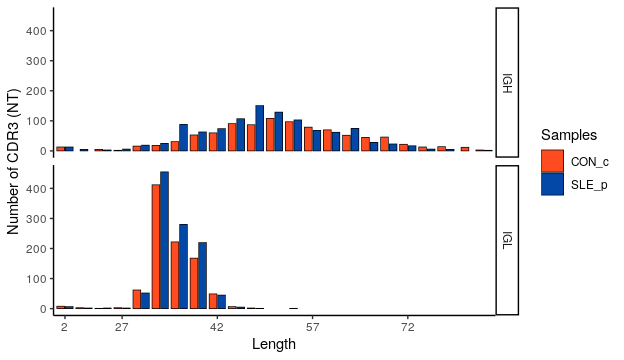 400
300
200
100
0
IGH
400
300
200
100
0
IGL
Number of CDR3 (NT)
2 27 42 57 72
Length
Samples
CON_c
SLE_p